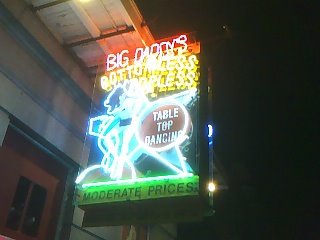 BIG DADDY'S
BOTTOMLESS
TOPLESS
TABLE
TOP
DANCING
MODERATE PRICES